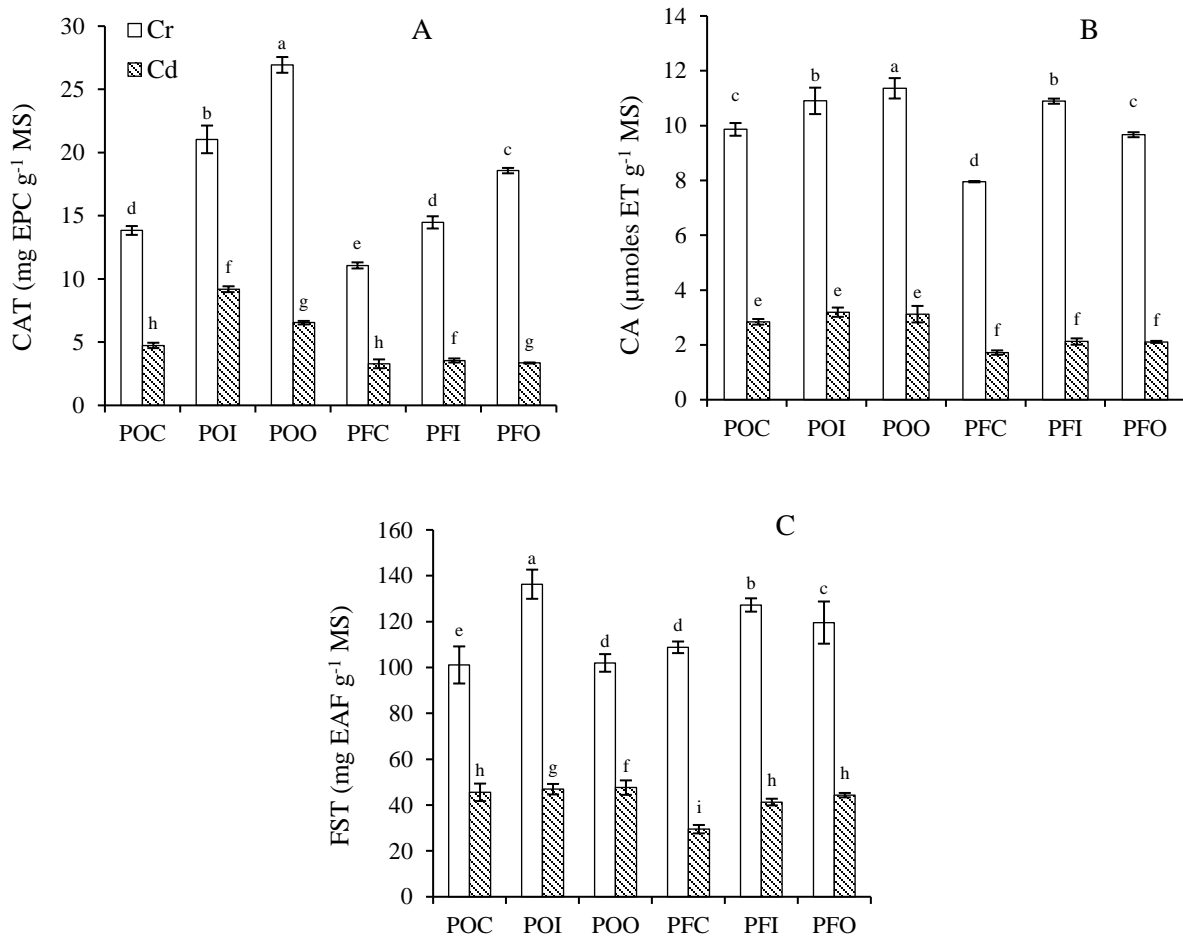 A
CAT (mg EPC g⁻¹ MS)
30
25
20
15
10
5
0
Cr
Cd
d
h
b
f
a
g
e
h
d
f
c
g
POC POI POO PFC PFI PFO
B
CA (µmoles ET g⁻¹ MS)
14
12
10
8
6
4
2
0
c
e
b
e
a
e
d
f
b
f
c
f
POC POI POO PFC PFI PFO
C
FST (mg EAF g⁻¹ MS)
160
140
120
100
80
60
40
20
0
e
h
a
g
d
f
d
i
b
h
c
h
POC POI POO PFC PFI PFO